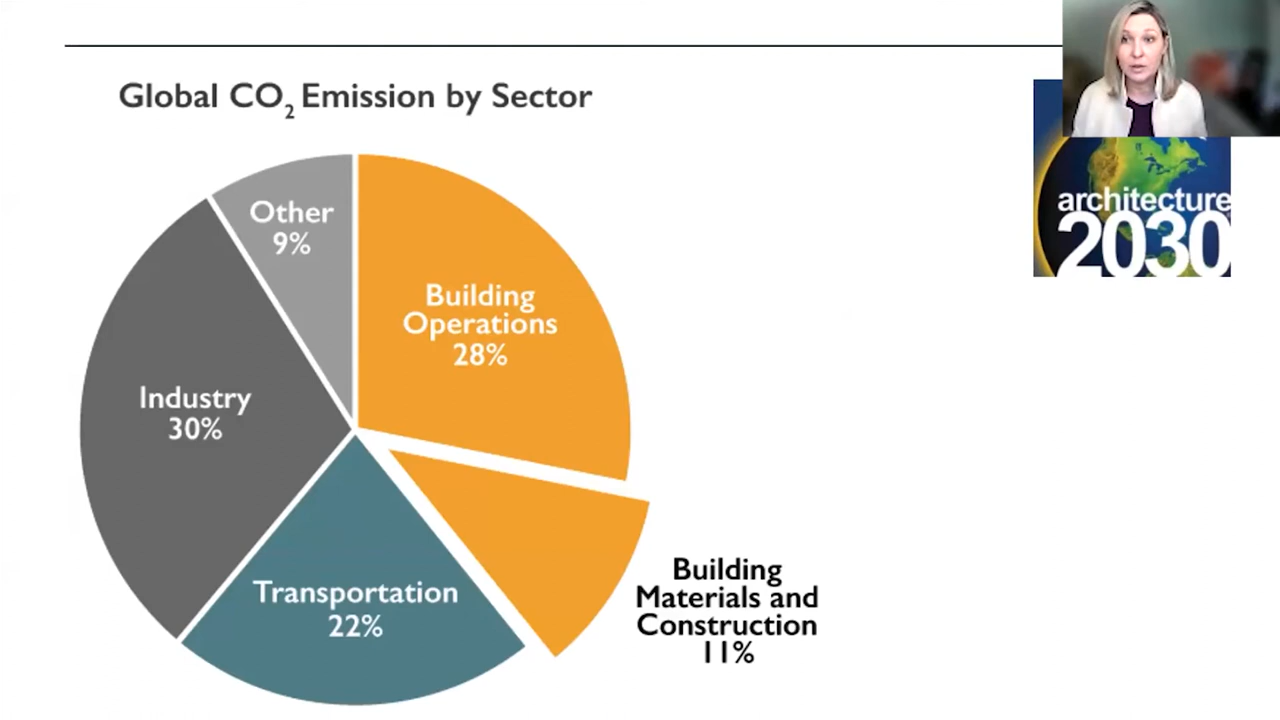 Global CO₂ Emission by Sector
Other
9%
Building
Operations
28%
Industry
30%
Transportation
22%
Building
Materials and
Construction
11%
architecture
2030